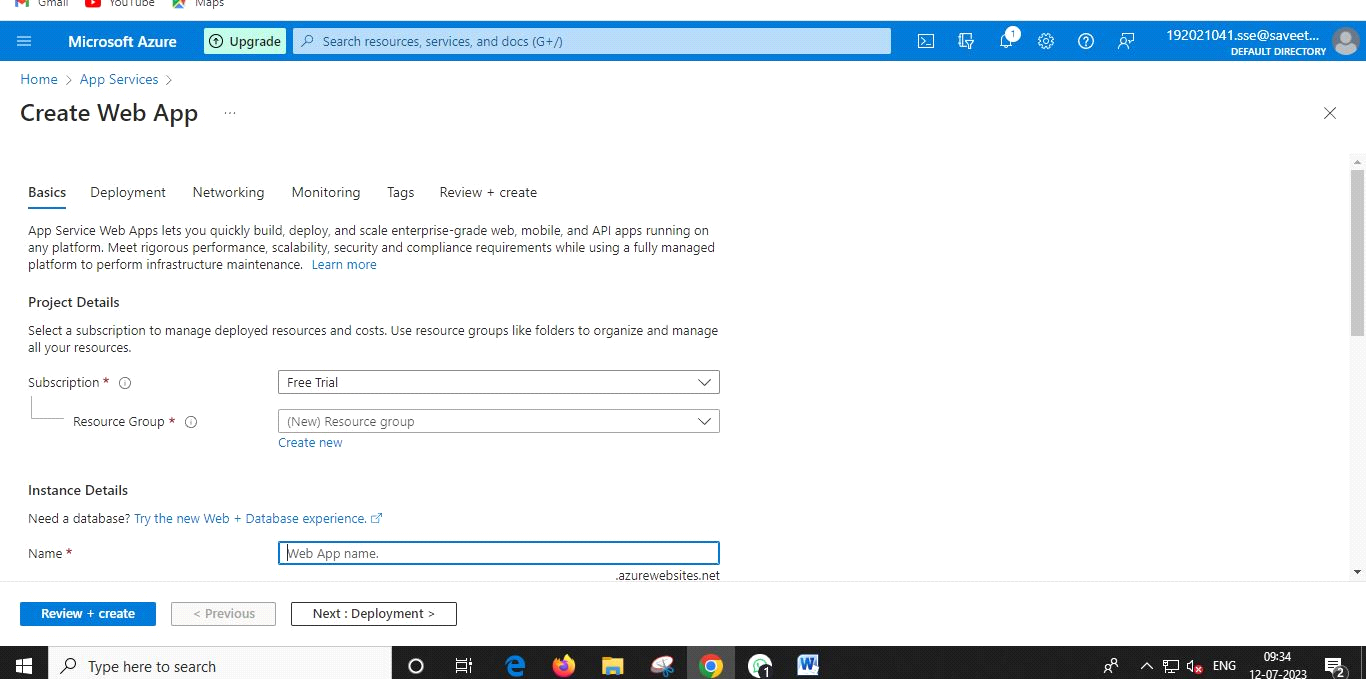 Gmail YouTube Maps
Microsoft Azure Upgrade Search resources, services, and docs (G+/) 1 192021041.sse@saveet...
DEFAULT DIRECTORY
Home > App Services >
Create Web App ...
Basics Deployment Networking Monitoring Tags Review + create
App Service Web Apps lets you quickly build, deploy, and scale enterprise-grade web, mobile, and API apps running on
any platform. Meet rigorous performance, scalability, security and compliance requirements while using a fully managed
platform to perform infrastructure maintenance. Learn more
Project Details
Select a subscription to manage deployed resources and costs. Use resource groups like folders to organize and manage
all your resources.
Subscription * Free Trial
Resource Group * (New) Resource group
Create new
Instance Details
Need a database? Try the new Web + Database experience.
Name * Web App name.
.azurewebsites.net
Review + create < Previous Next : Deployment >
Type here to search 1 ENG 09:34
12-07-2023 2